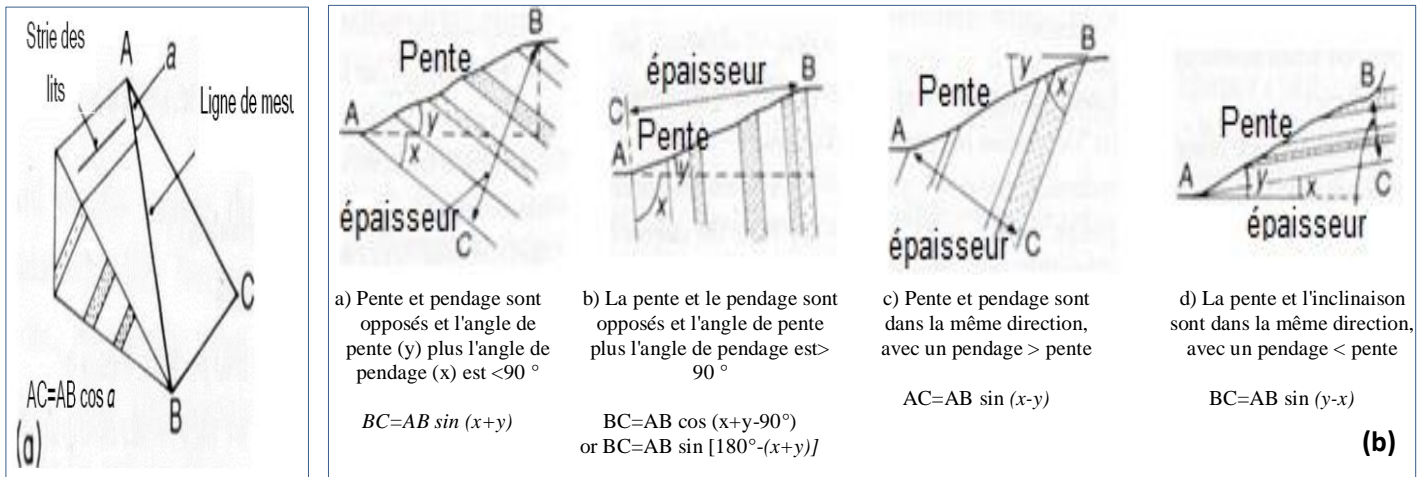 Strie des
lits
A
a
Ligne de mesu
C
AC=AB cos a
B
(a)
B
Pente
A
y
x
épaisseur
C
épaisseur
B
C
Pente
A
y
x
B
y
x
Pente
A
épaisseur
C
B
Pente
A
y
x
C
épaisseur
a) Pente et pendage sont
opposés et l'angle de
pente (y) plus l'angle de
pendage (x) est <90 °
BC=AB sin (x+y)
b) La pente et le pendage sont
opposés et l'angle de pente
plus l'angle de pendage est>
90 °
BC=AB cos (x+y-90°)
or BC=AB sin [180°-(x+y)]
c) Pente et pendage sont
dans la même direction,
avec un pendage > pente
AC=AB sin (x-y)
d) La pente et l'inclinaison
sont dans la même direction,
avec un pendage < pente
BC=AB sin (y-x)
(b)